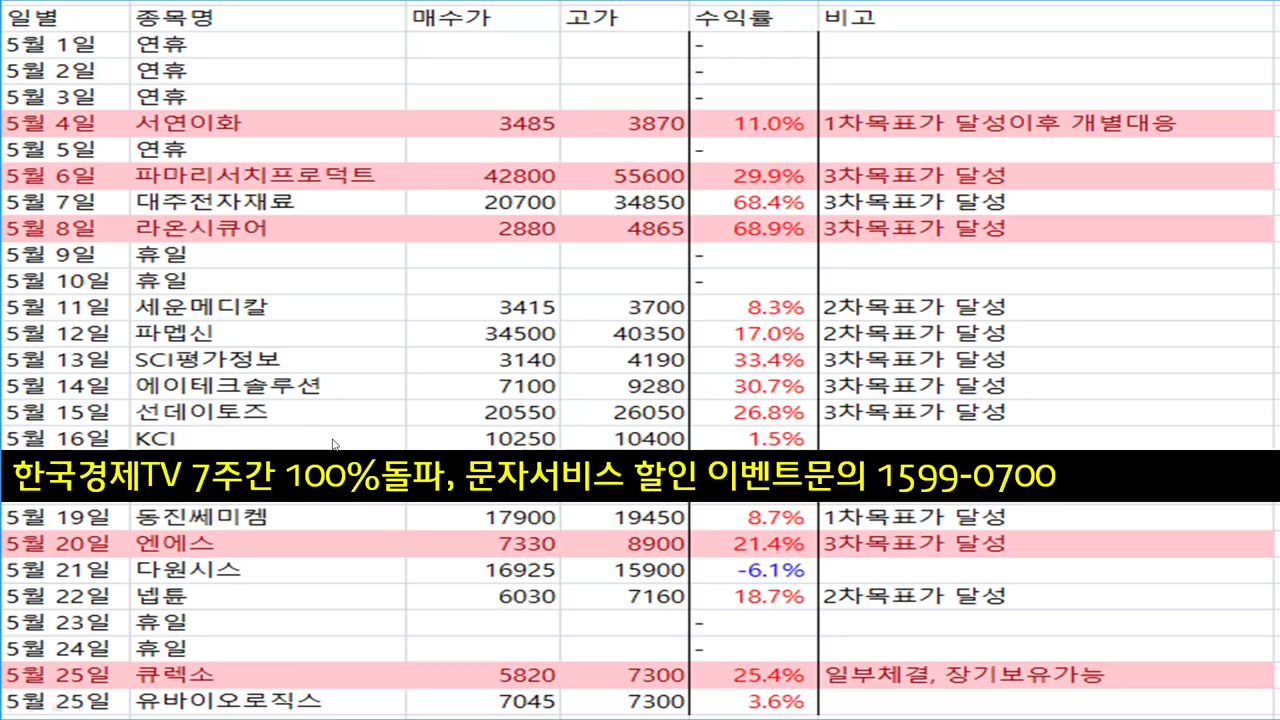 일별 종목명 매수가 고가 수익률 비고
5월 1일 연휴 -
5월 2일 연휴 -
5월 3일 연휴 -
5월 4일 서연이화 3485 3870 11.0% 1차목표가 달성이후 개별대응
5월 5일 연휴 -
5월 6일 파마리서치프로덕트 42800 55600 29.9% 3차목표가 달성
5월 7일 대주전자재료 20700 34850 68.4% 3차목표가 달성
5월 8일 라온시큐어 2880 4865 68.9% 3차목표가 달성
5월 9일 휴일 -
5월 10일 휴일 -
5월 11일 세운메디칼 3415 3700 8.3% 2차목표가 달성
5월 12일 파멥신 34500 40350 17.0% 2차목표가 달성
5월 13일 SCI평가정보 3140 4190 33.4% 3차목표가 달성
5월 14일 에이테크솔루션 7100 9280 30.7% 3차목표가 달성
5월 15일 선데이토즈 20550 26050 26.8% 3차목표가 달성
5월 16일 KCI 10250 10400 1.5%
한국경제TV 7주간 100%돌파, 문자서비스 할인 이벤트문의 1599-0700
5월 19일 동진쎄미켐 17900 19450 8.7% 1차목표가 달성
5월 20일 엔에스 7330 8900 21.4% 3차목표가 달성
5월 21일 다원시스 16925 15900 -6.1%
5월 22일 넵튠 6030 7160 18.7% 2차목표가 달성
5월 23일 휴일 -
5월 24일 휴일 -
5월 25일 큐렉소 5820 7300 25.4% 일부체결, 장기보유가능
5월 25일 유바이오로직스 7045 7300 3.6%